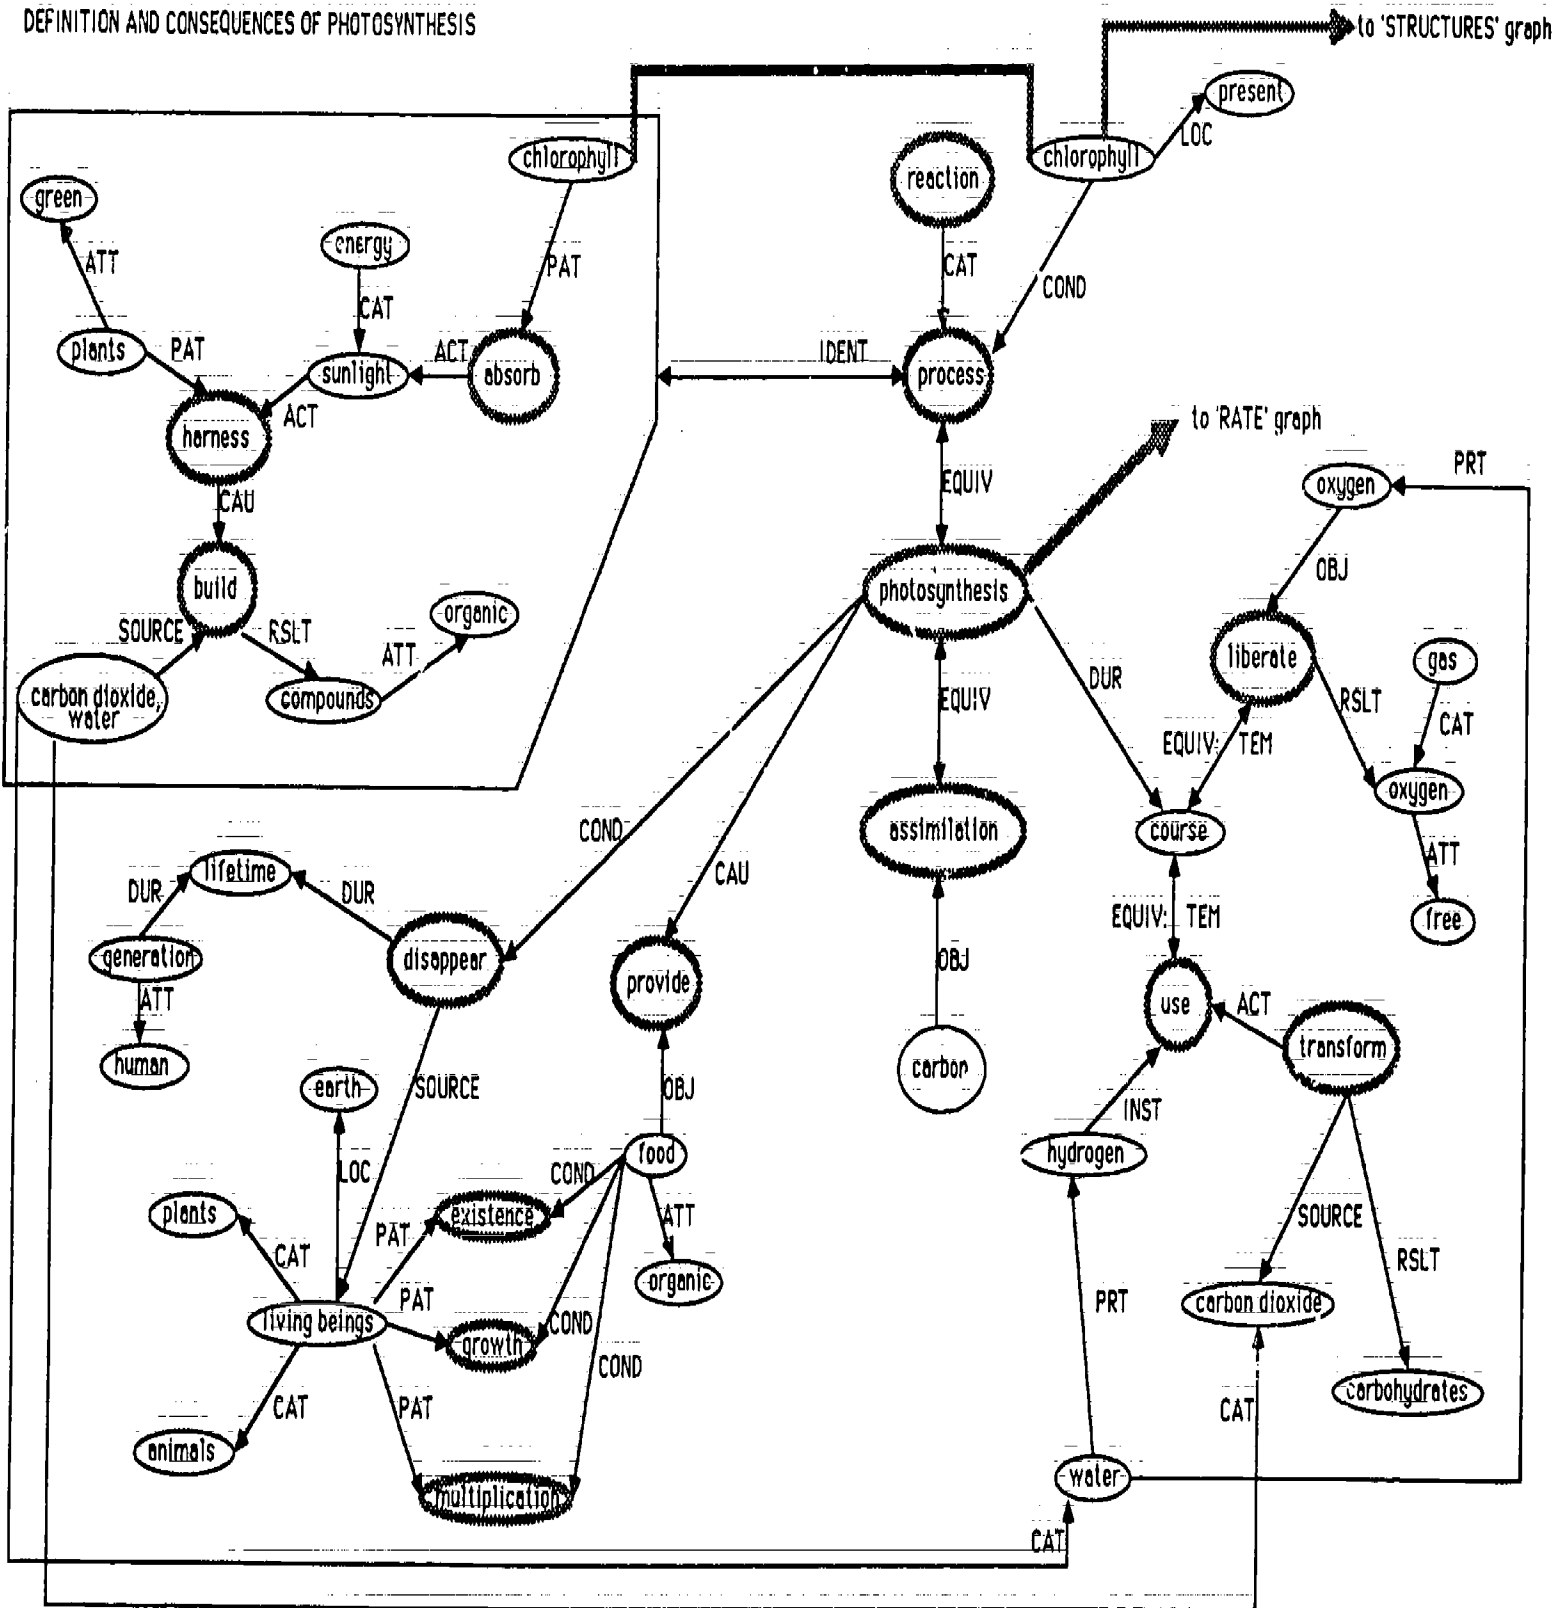 DEFINITION AND CONSEQUENCES OF PHOTOSYNTHESIS
to 'STRUCTURES' graph
present
LOC
chlorophyll
chlorophyll
reaction
green
energy
ATT
PAT
CAT
COND
CAT
plants
PAT
sunlight
ACT
absorb
IDENT
process
ACT
harness
to 'RATE' graph
CAU
EQUIV
oxygen
PRT
build
photosynthesis
OBJ
organic
SOURCE
RSLT
ATT
liberate
gas
carbon dioxide,
water
compounds
EQUIV
DUR
RSLT
CAT
EQUIV: TEM
oxygen
COND
assimilation
course
ATT
lifetime
CAU
DUR
DUR
EQUIV: TEM
free
generation
disappear
provide
OBJ
ATT
use
ACT
transform
human
earth
SOURCE
OBJ
carbon
INST
food
hydrogen
LOC
COND
plants
existence
ATT
SOURCE
CAT
PAT
organic
RSLT
PAT
PRT
carbon dioxide
living beings
growth
COND
COND
carbohydrates
CAT
PAT
CAT
animals
water
multiplication
CAT